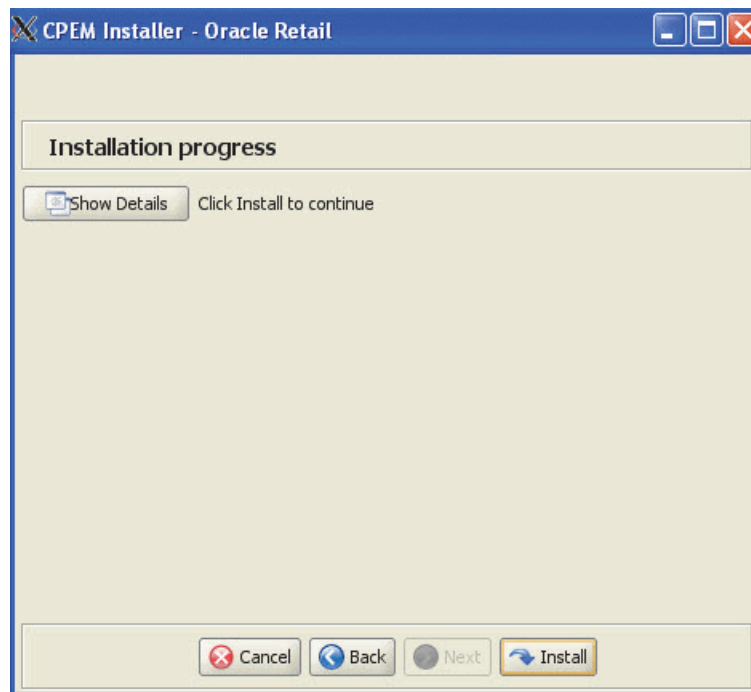 CPEM Installer - Oracle Retail
Installation progress
Show Details Click Install to continue
Cancel Back Next Install